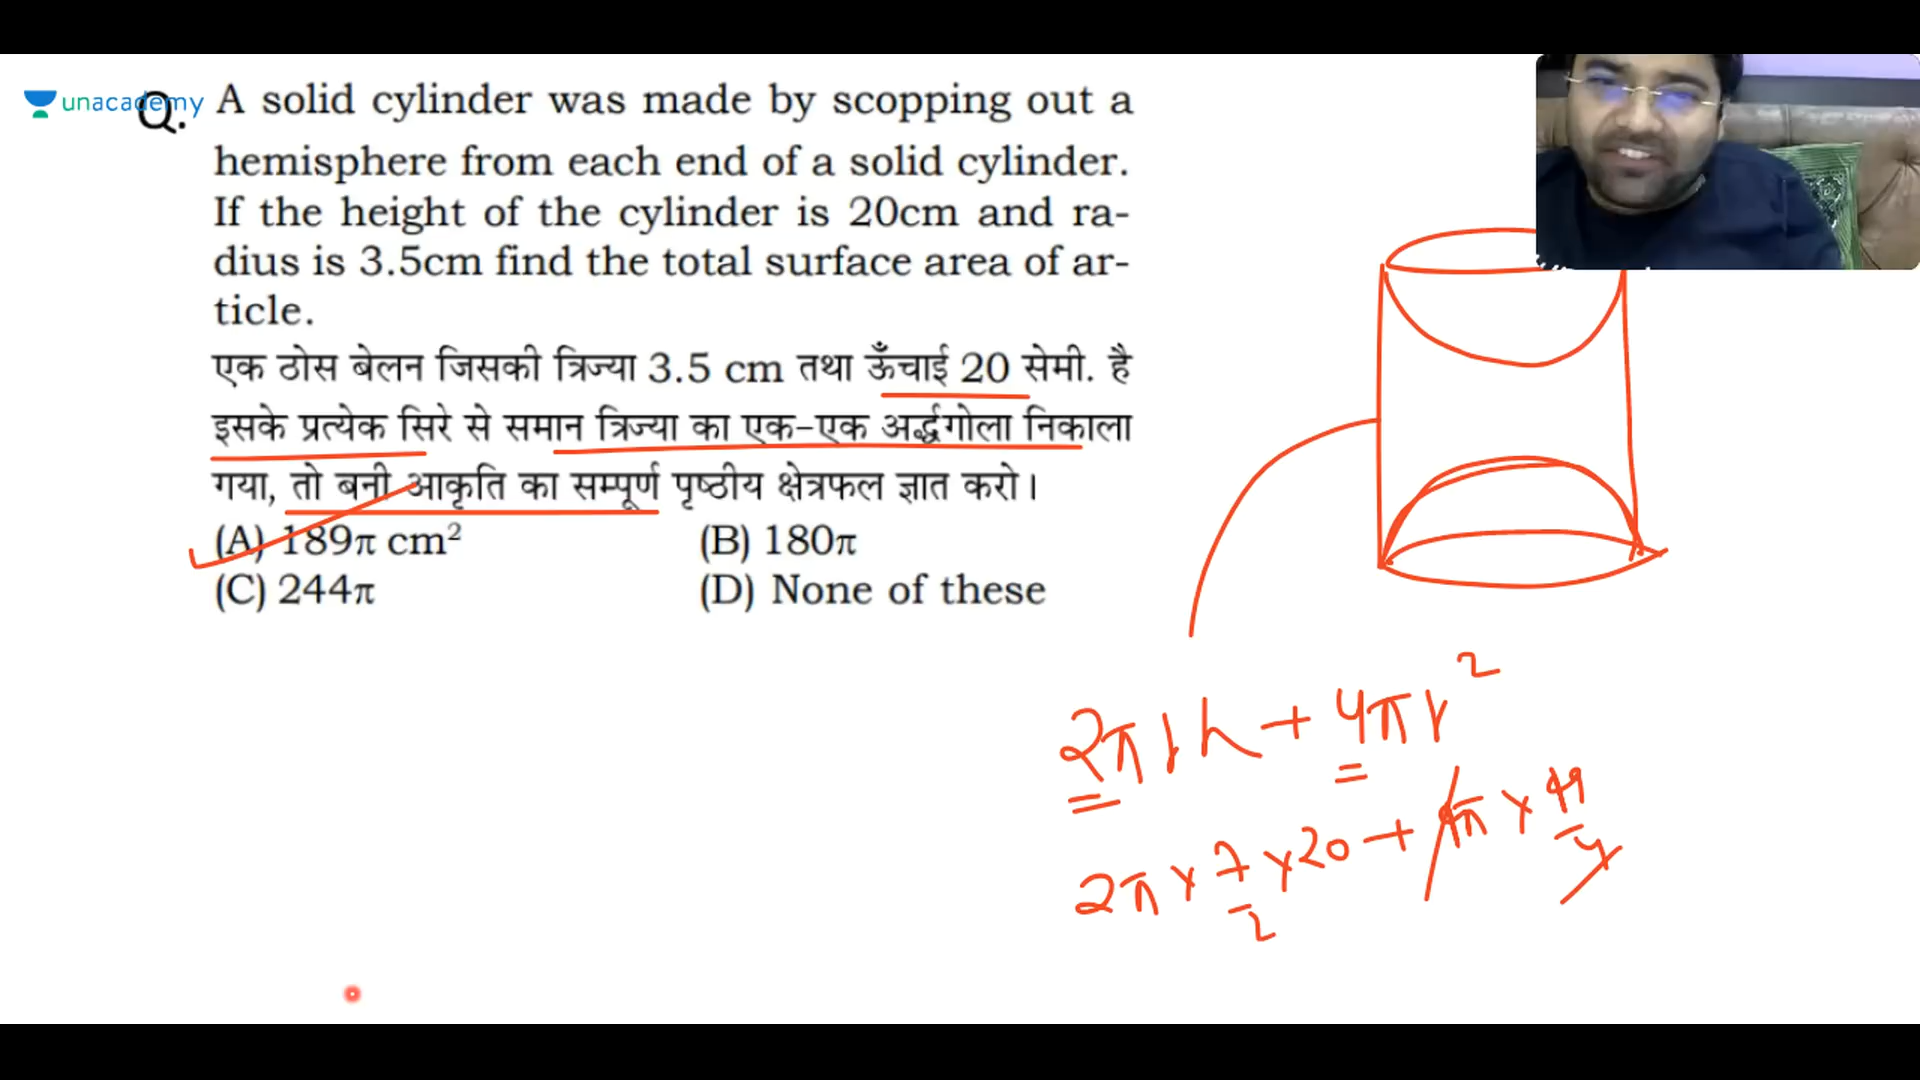 unacademy
Q. A solid cylinder was made by scopping out a
hemisphere from each end of a solid cylinder.
If the height of the cylinder is 20cm and ra-
dius is 3.5cm find the total surface area of ar-
ticle.
एक ठोस बेलन जिसकी त्रिज्या 3.5 cm तथा ऊँचाई 20 सेमी. है
इसके प्रत्येक सिरे से समान त्रिज्या का एक-एक अर्द्धगोला निकाला
गया, तो बनी आकृति का सम्पूर्ण पृष्ठीय क्षेत्रफल ज्ञात करो।
(A) 189π cm²
(B) 180π
(C) 244π
(D) None of these
2πrh + 4πr²
2π × 7/2 × 20 + 4π × 49/4